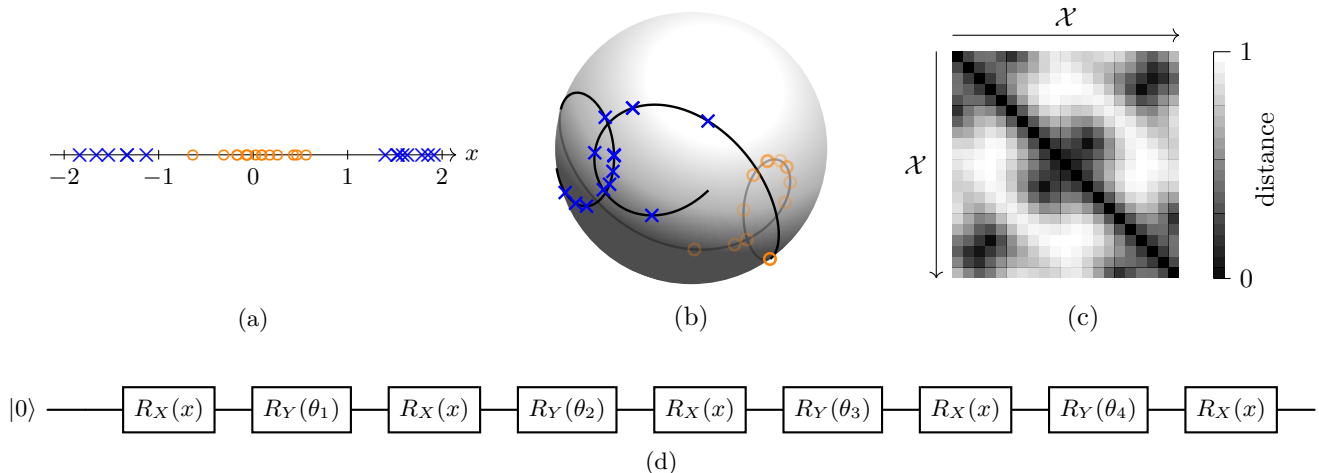 x
−2 −1 0 1 2
(a)
(b)
𝒳
𝒳
1
0
distance
(c)
|0⟩ R_X(x) R_Y(θ_1) R_X(x) R_Y(θ_2) R_X(x) R_Y(θ_3) R_X(x) R_Y(θ_4) R_X(x)
(d)